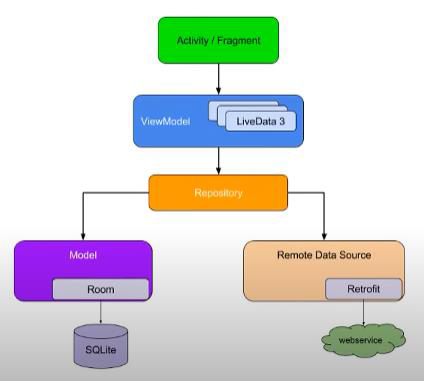 Activity / Fragment
ViewModel
LiveData 3
Repository
Model
Room
SQLite
Remote Data Source
Retrofit
webservice